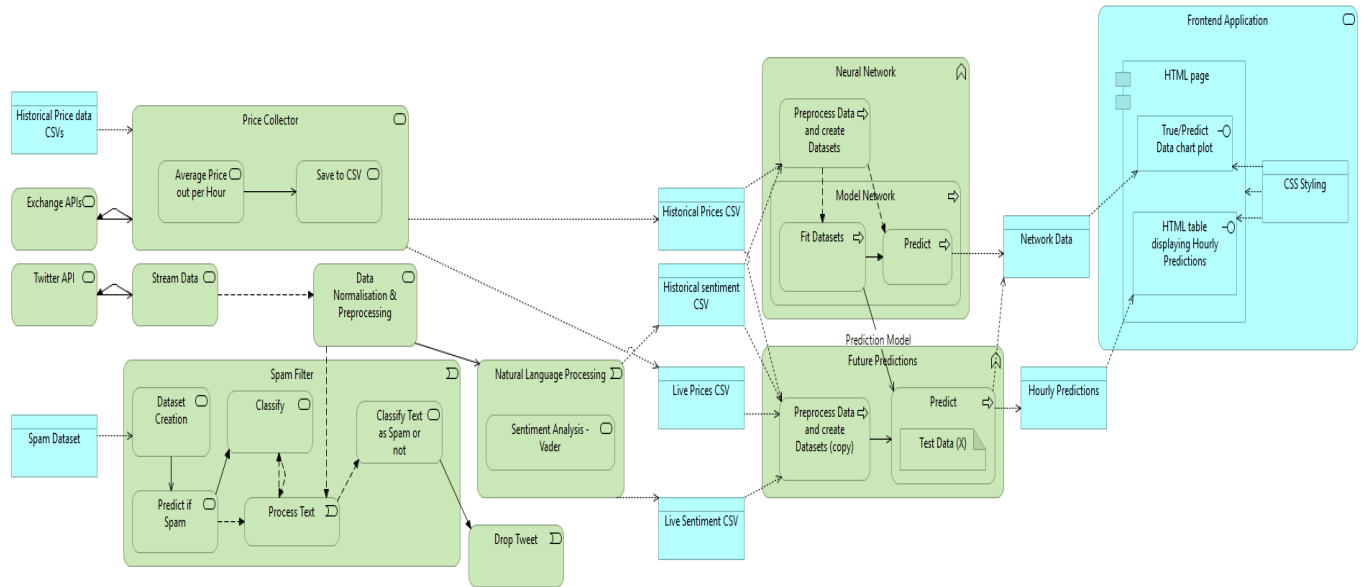 Historical Price data
CSVs
Price Collector
Average Price
out per Hour
Save to CSV
Exchange APIs
Twitter API
Stream Data
Data
Normalisation &
Preprocessing
Spam Filter
Dataset
Creation
Classify
Classify Text
as Spam or
not
Spam Dataset
Predict if
Spam
Process Text
Drop Tweet
Natural Language Processing
Sentiment Analysis -
Vader
Historical Prices CSV
Historical sentiment
CSV
Live Prices CSV
Live Sentiment CSV
Neural Network
Preprocess Data
and create
Datasets
Model Network
Fit Datasets
Predict
Prediction Model
Future Predictions
Preprocess Data
and create
Datasets (copy)
Predict
Test Data (X)
Network Data
Hourly Predictions
Frontend Application
HTML page
True/Predict
Data chart plot
CSS Styling
HTML table
displaying Hourly
Predictions